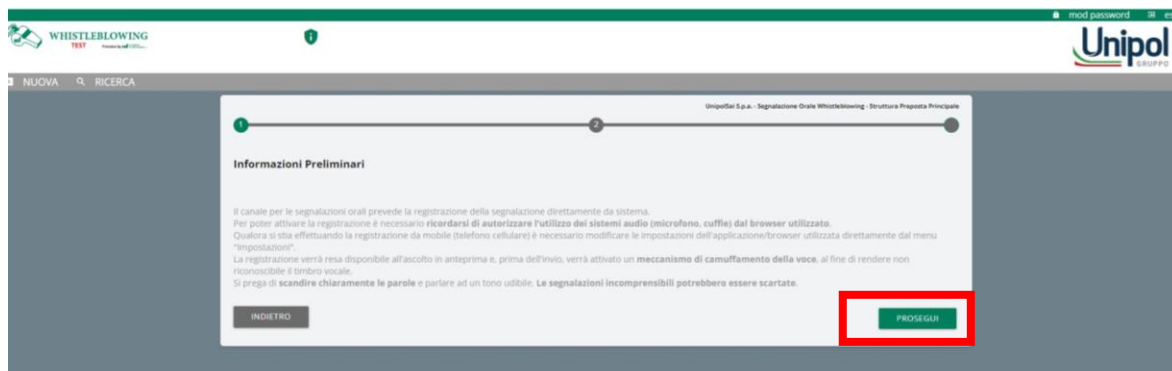 mod password es
WHISTLEBLOWING
TEST
Unipol
GRUPPO
NUOVA RICERCA
UnipolSai S.p.a. - Segnalazione Orale Whistleblowing - Struttura Preposta Principale
1 2
Informazioni Preliminari
Il canale per le segnalazioni orali prevede la registrazione della segnalazione direttamente da sistema.
Per poter attivare la registrazione è necessario ricordarsi di autorizzare l'utilizzo dei sistemi audio (microfono, cuffie) dal browser utilizzato.
Qualora si stia effettuando la registrazione da mobile (telefono cellulare) è necessario modificare le impostazioni dell'applicazione/browser utilizzata direttamente dal menu
"Impostazioni".
La registrazione verrà resa disponibile all'ascolto in anteprima e, prima dell'invio, verrà attivato un meccanismo di camuffamento della voce, al fine di rendere non
riconoscibile il timbro vocale.
Si prega di scandire chiaramente le parole e parlare ad un tono udibile. Le segnalazioni incomprensibili potrebbero essere scartate.
INDIETRO PROSEGUI